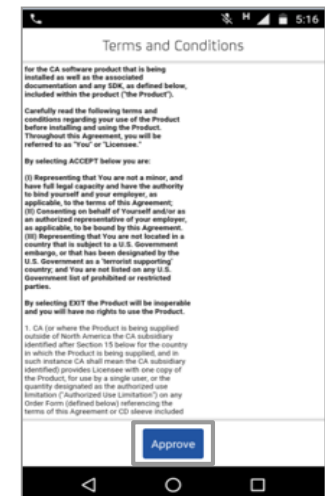 H 5:16
Terms and Conditions
for the CA software product that is being
installed as well as the associated
documentation and any SDK, as defined below,
included within the product ("the Product").
Carefully read the following terms and
conditions regarding your use of the Product
before installing and using the Product.
Throughout this Agreement, you will be
referred to as "You" or "Licensee."
By selecting ACCEPT below you are:
(I) Representing that You are not a minor, and
have full legal capacity and have the authority
to bind yourself and your employer, as
applicable, to the terms of this Agreement;
(II) Consenting on behalf of Yourself and/or as
an authorized representative of your employer,
as applicable, to be bound by this Agreement.
(III) Representing that You are not located in a
country that is subject to a U.S. Government
embargo, or that has been designated by the
U.S. Government as a 'terrorist supporting'
country; and You are not listed on any U.S.
Government list of prohibited or restricted
parties.
By selecting EXIT the Product will be inoperable
and you will have no rights to use the Product.
1. CA (or where the Product is being supplied
outside of North America the CA subsidiary
identified after Section 15 below for the country
in which the Product is being supplied, and in
such instance CA shall mean the CA subsidiary
identified) provides Licensee with one copy of
the Product, for use by a single user, or the
quantity designated as the authorized use
limitation ("Authorized Use Limitation") on any
Order Form (defined below) referencing the
terms of this Agreement or CD sleeve included
Approve